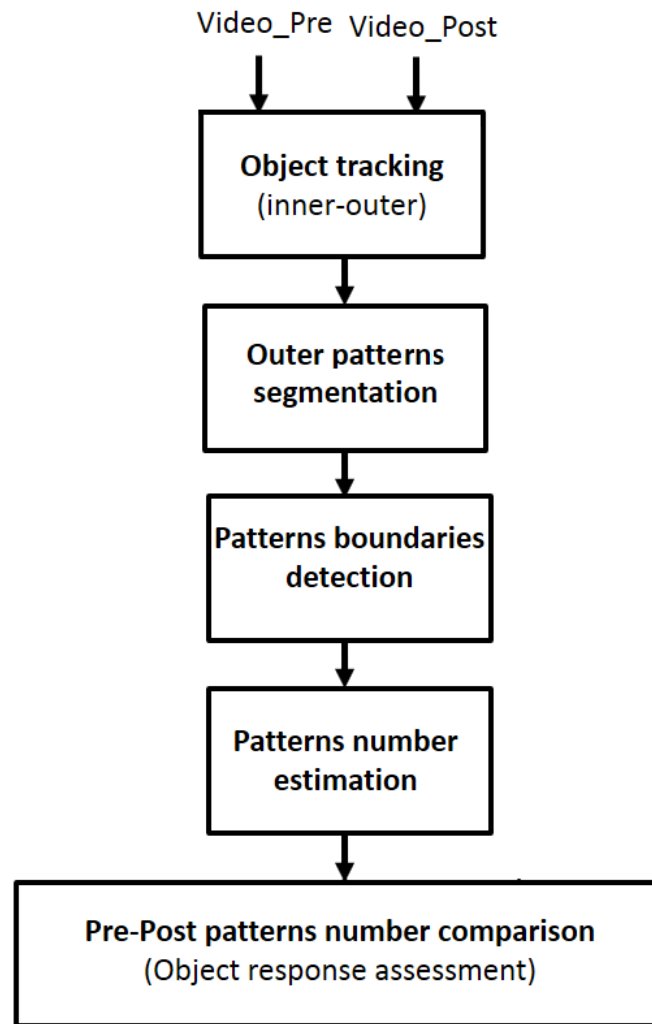 Video_Pre Video_Post
Object tracking
(inner-outer)
Outer patterns
segmentation
Patterns boundaries
detection
Patterns number
estimation
Pre-Post patterns number comparison
(Object response assessment)